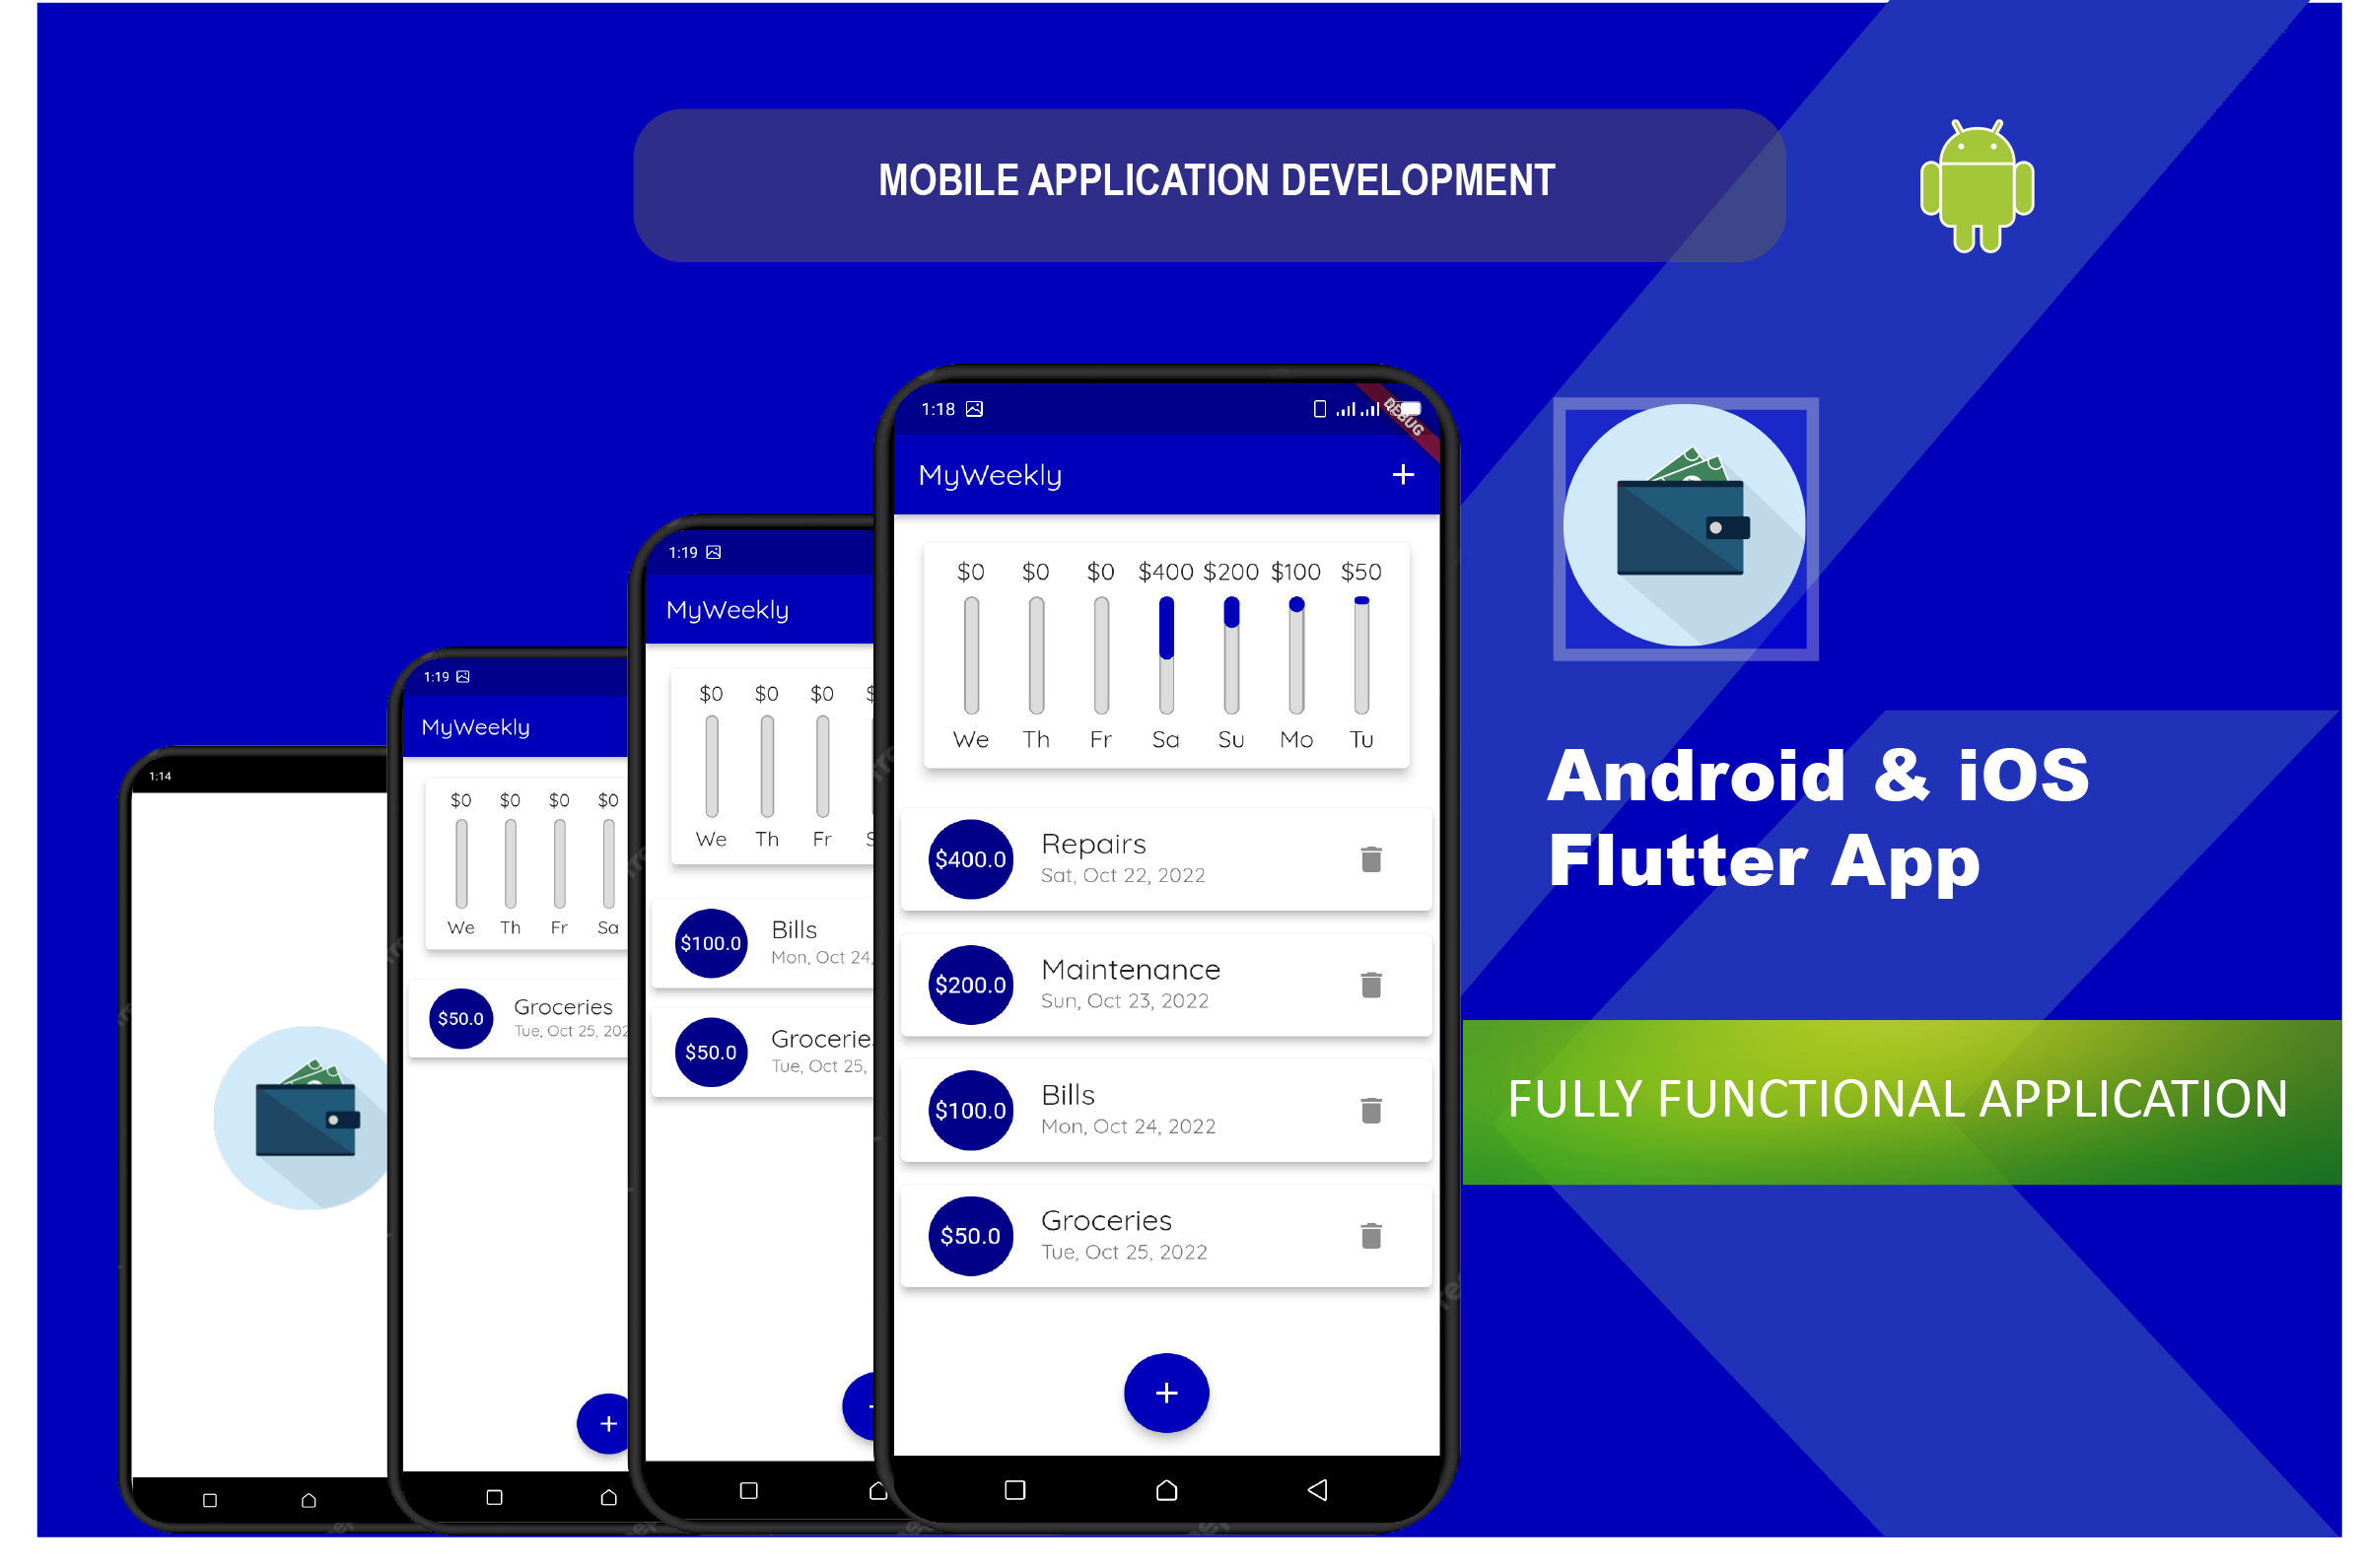 MOBILE APPLICATION DEVELOPMENT
Android & iOS
Flutter App
FULLY FUNCTIONAL APPLICATION
1:14
1:19
MyWeekly
$0 $0 $0 $0
We Th Fr Sa
$50.0
Groceries
Tue, Oct 25, 202
1:19
MyWeekly
$0 $0 $0
We Th Fr
$100.0
Bills
Mon, Oct 24,
$50.0
Grocerie
Tue, Oct 25,
1:18
DEBUG
MyWeekly
$0 $0 $0 $400 $200 $100 $50
We Th Fr Sa Su Mo Tu
$400.0
Repairs
Sat, Oct 22, 2022
$200.0
Maintenance
Sun, Oct 23, 2022
$100.0
Bills
Mon, Oct 24, 2022
$50.0
Groceries
Tue, Oct 25, 2022